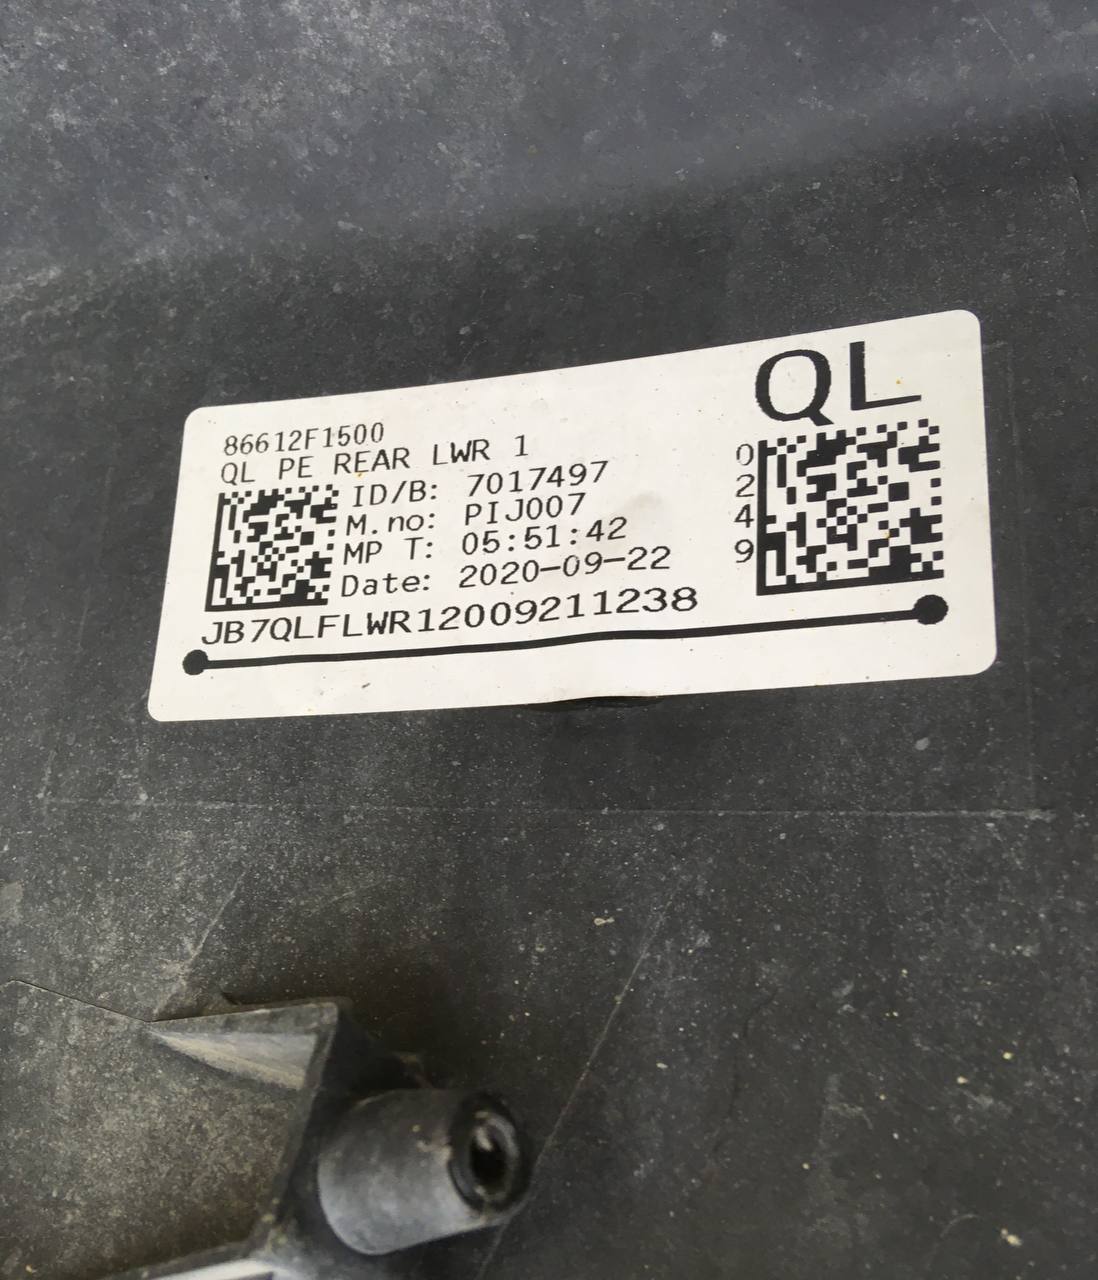 QL
86612F1500
QL PE REAR LWR 1
ID/B: 7017497
M.no: PIJ007
MP T: 05:51:42
Date: 2020-09-22
JB7QLFLWR12009211238
0
2
4
9